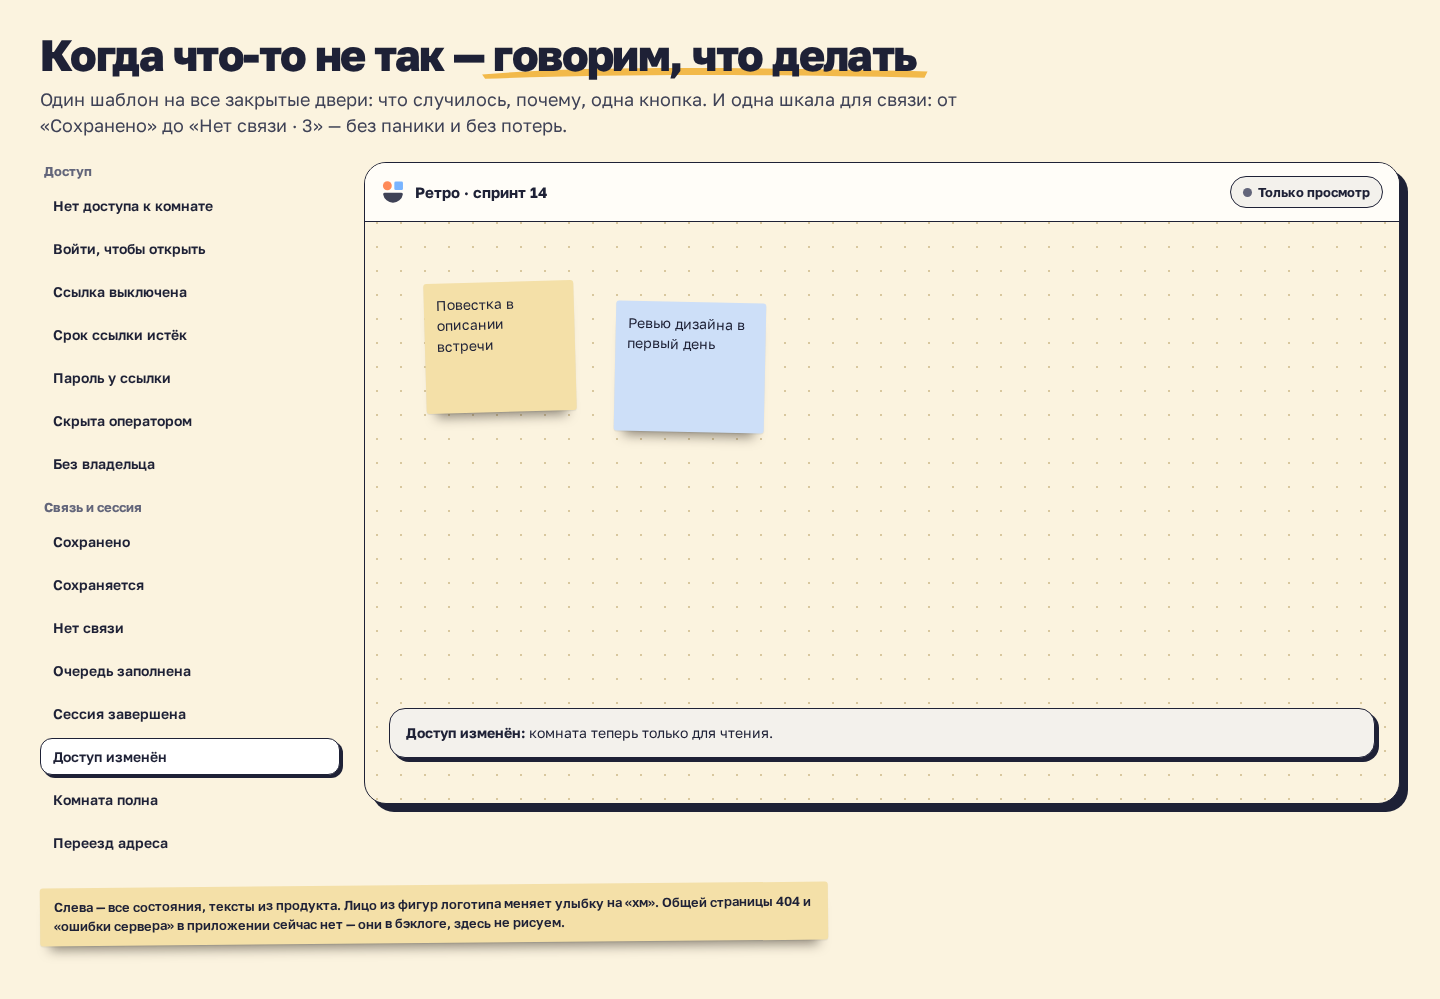 Когда что-то не так — говорим, что делать
Один шаблон на все закрытые двери: что случилось, почему, одна кнопка. И одна шкала для связи: от
«Сохранено» до «Нет связи · 3» — без паники и без потерь.
Доступ
Нет доступа к комнате
Войти, чтобы открыть
Ссылка выключена
Срок ссылки истёк
Пароль у ссылки
Скрыта оператором
Без владельца
Связь и сессия
Сохранено
Сохраняется
Нет связи
Очередь заполнена
Сессия завершена
Доступ изменён
Комната полна
Переезд адреса
Ретро · спринт 14
Только просмотр
Повестка в
описании
встречи
Ревью дизайна в
первый день
Доступ изменён: комната теперь только для чтения.
Слева — все состояния, тексты из продукта. Лицо из фигур логотипа меняет улыбку на «хм». Общей страницы 404 и
«ошибки сервера» в приложении сейчас нет — они в бэклоге, здесь не рисуем.